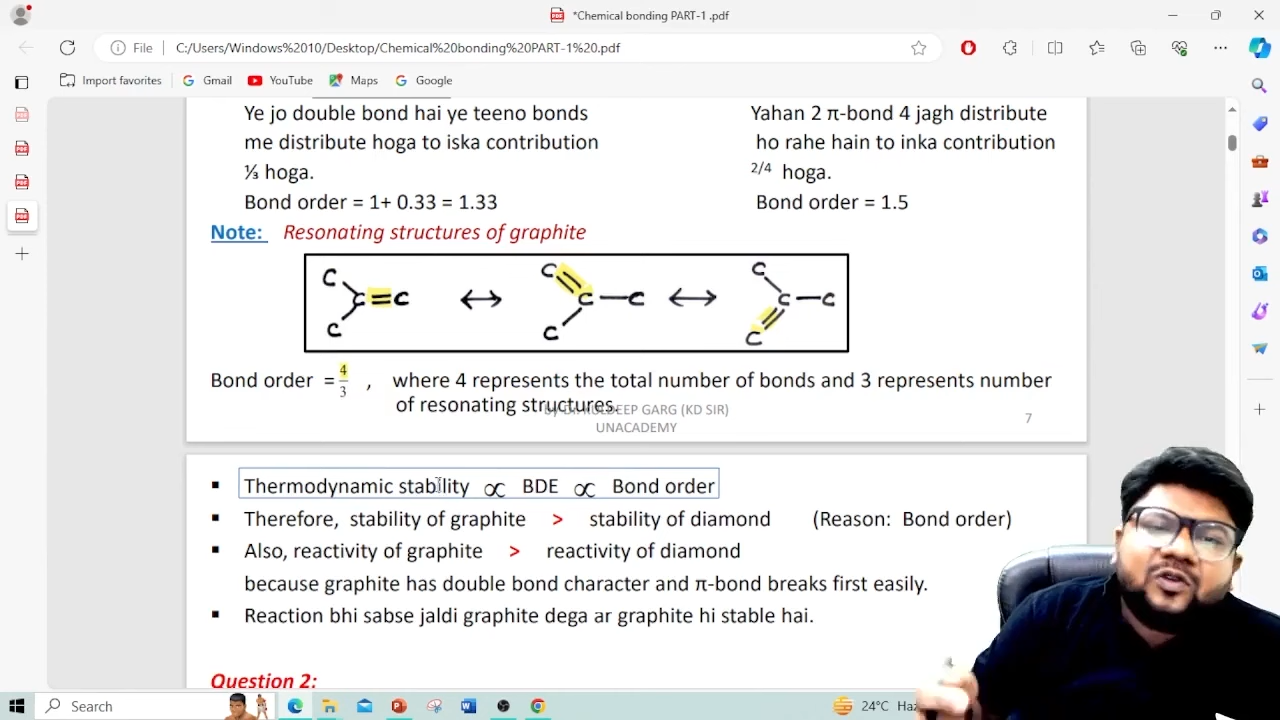 *Chemical bonding PART-1 .pdf
File C:/Users/Windows%2010/Desktop/Chemical%20bonding%20PART-1%20.pdf
Import favorites Gmail YouTube Maps Google
Ye jo double bond hai ye teeno bonds
me distribute hoga to iska contribution
⅓ hoga.
Bond order = 1+ 0.33 = 1.33
Yahan 2 π-bond 4 jagh distribute
ho rahe hain to inka contribution
2/4 hoga.
Bond order = 1.5
Note: Resonating structures of graphite
C C=C C ↔ C C—C C ↔ C C—C C
Bond order = 4/3 , where 4 represents the total number of bonds and 3 represents number
of resonating structures.
By Dr. KULDEEP GARG (KD SIR)
UNACADEMY
7
▪ Thermodynamic stability ∝ BDE ∝ Bond order
▪ Therefore, stability of graphite > stability of diamond (Reason: Bond order)
▪ Also, reactivity of graphite > reactivity of diamond
because graphite has double bond character and π-bond breaks first easily.
▪ Reaction bhi sabse jaldi graphite dega ar graphite hi stable hai.
Question 2:
Search 24°C Haz